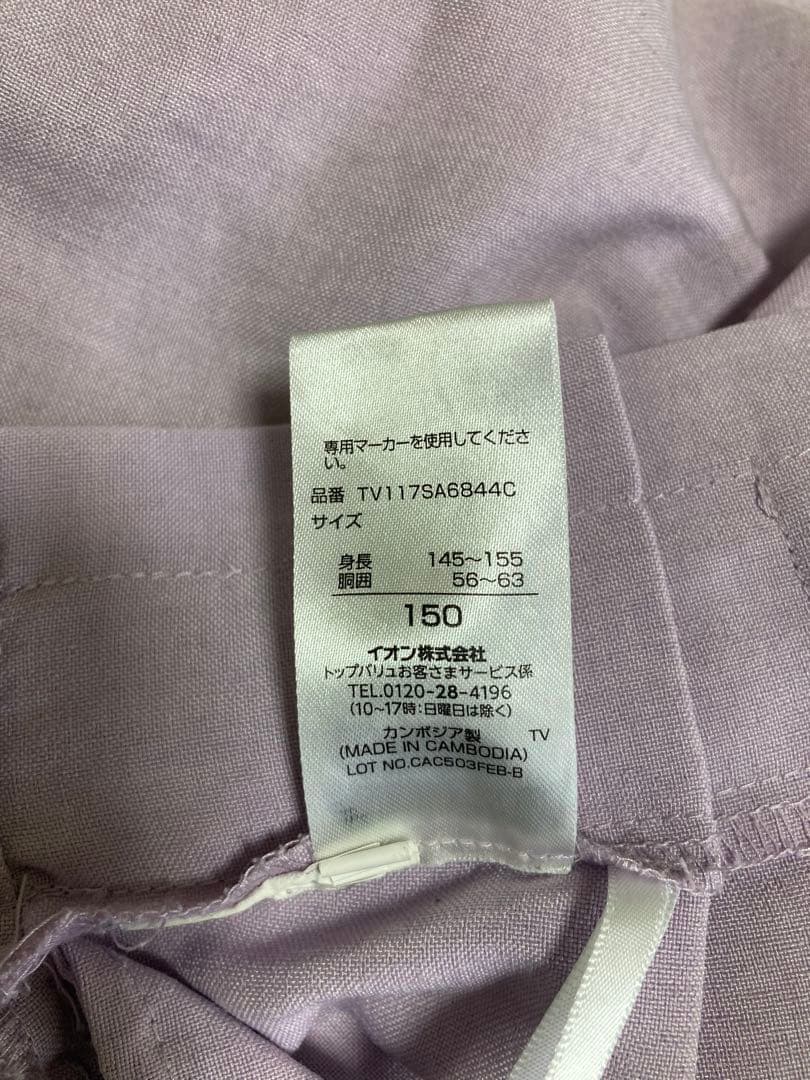 専用マーカーを使用してくださ
い。
品番 TV117SA6844C
サイズ
身長 145～155
胴囲 56～63
150
イオン株式会社
トップバリュお客さまサービス係
TEL.0120-28-4196
(10～17時:日曜日は除く)
カンボジア製 TV
(MADE IN CAMBODIA)
LOT NO.CAC503FEB-B